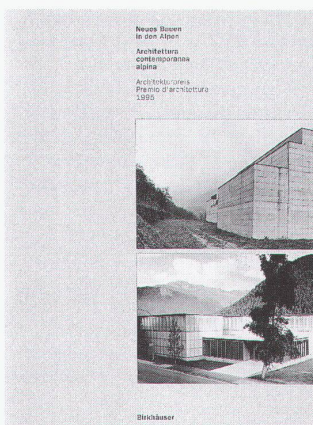 Neues Bauen
in den Alpen
Architettura
contemporanea
alpina
Architekturpreis
Premio d'architettura
1995
Birkhäuser